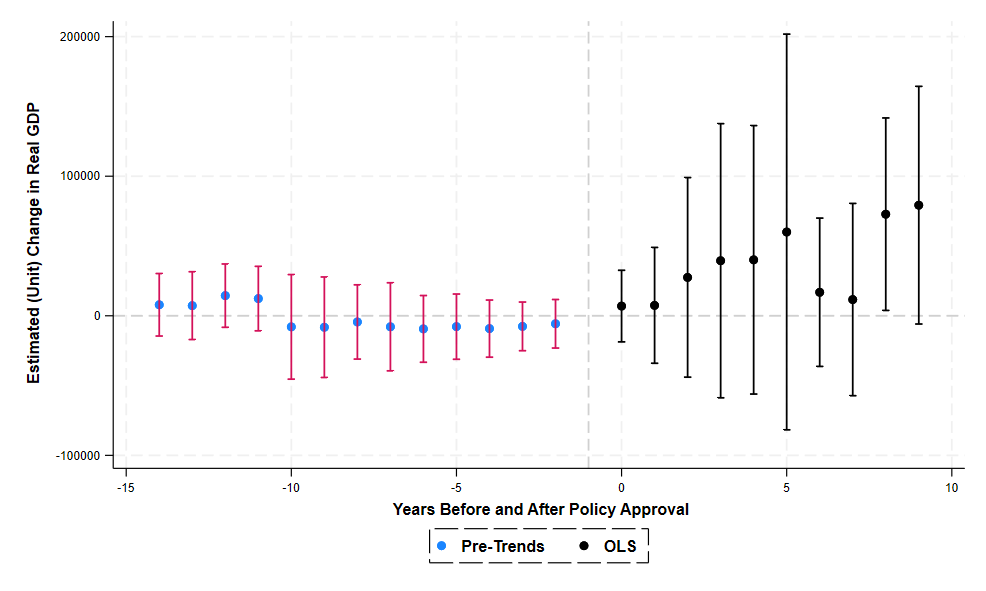 Estimated (Unit) Change in Real GDP
200000
100000
0
-100000
-15 -10 -5 0 5 10
Years Before and After Policy Approval
Pre-Trends OLS